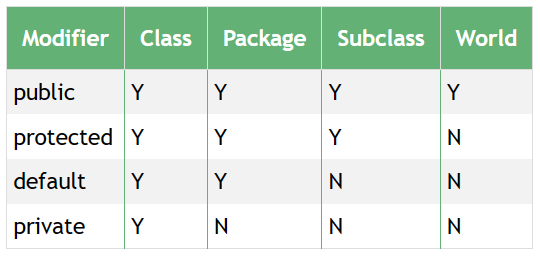 Modifier Class Package Subclass World
public Y Y Y Y
protected Y Y Y N
default Y Y N N
private Y N N N